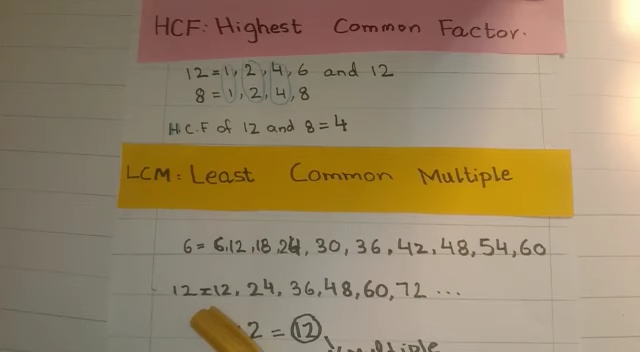 HCF: Highest Common Factor.
12 = 1, 2, 4, 6 and 12
8 = 1, 2, 4, 8
H.C.F of 12 and 8 = 4
LCM: Least Common Multiple
6 = 6, 12, 18, 24, 30, 36, 42, 48, 54, 60
12 = 12, 24, 36, 48, 60, 72 ...
2 = 12